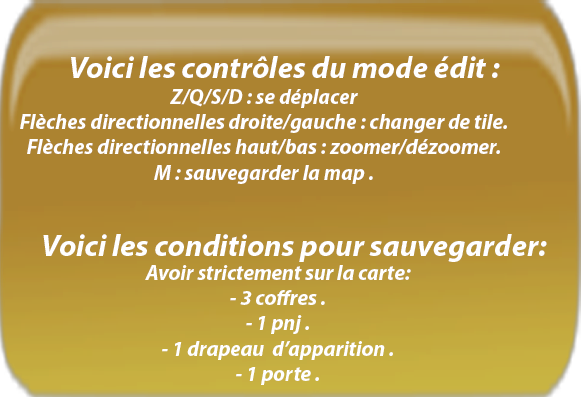 Voici les contrôles du mode édit :
Z/Q/S/D : se déplacer
Flèches directionnelles droite/gauche : changer de tile.
Flèches directionnelles haut/bas : zoomer/dézoomer.
M : sauvegarder la map .
Voici les conditions pour sauvegarder:
Avoir strictement sur la carte:
- 3 coffres .
- 1 pnj .
- 1 drapeau  d’apparition .
- 1 porte .